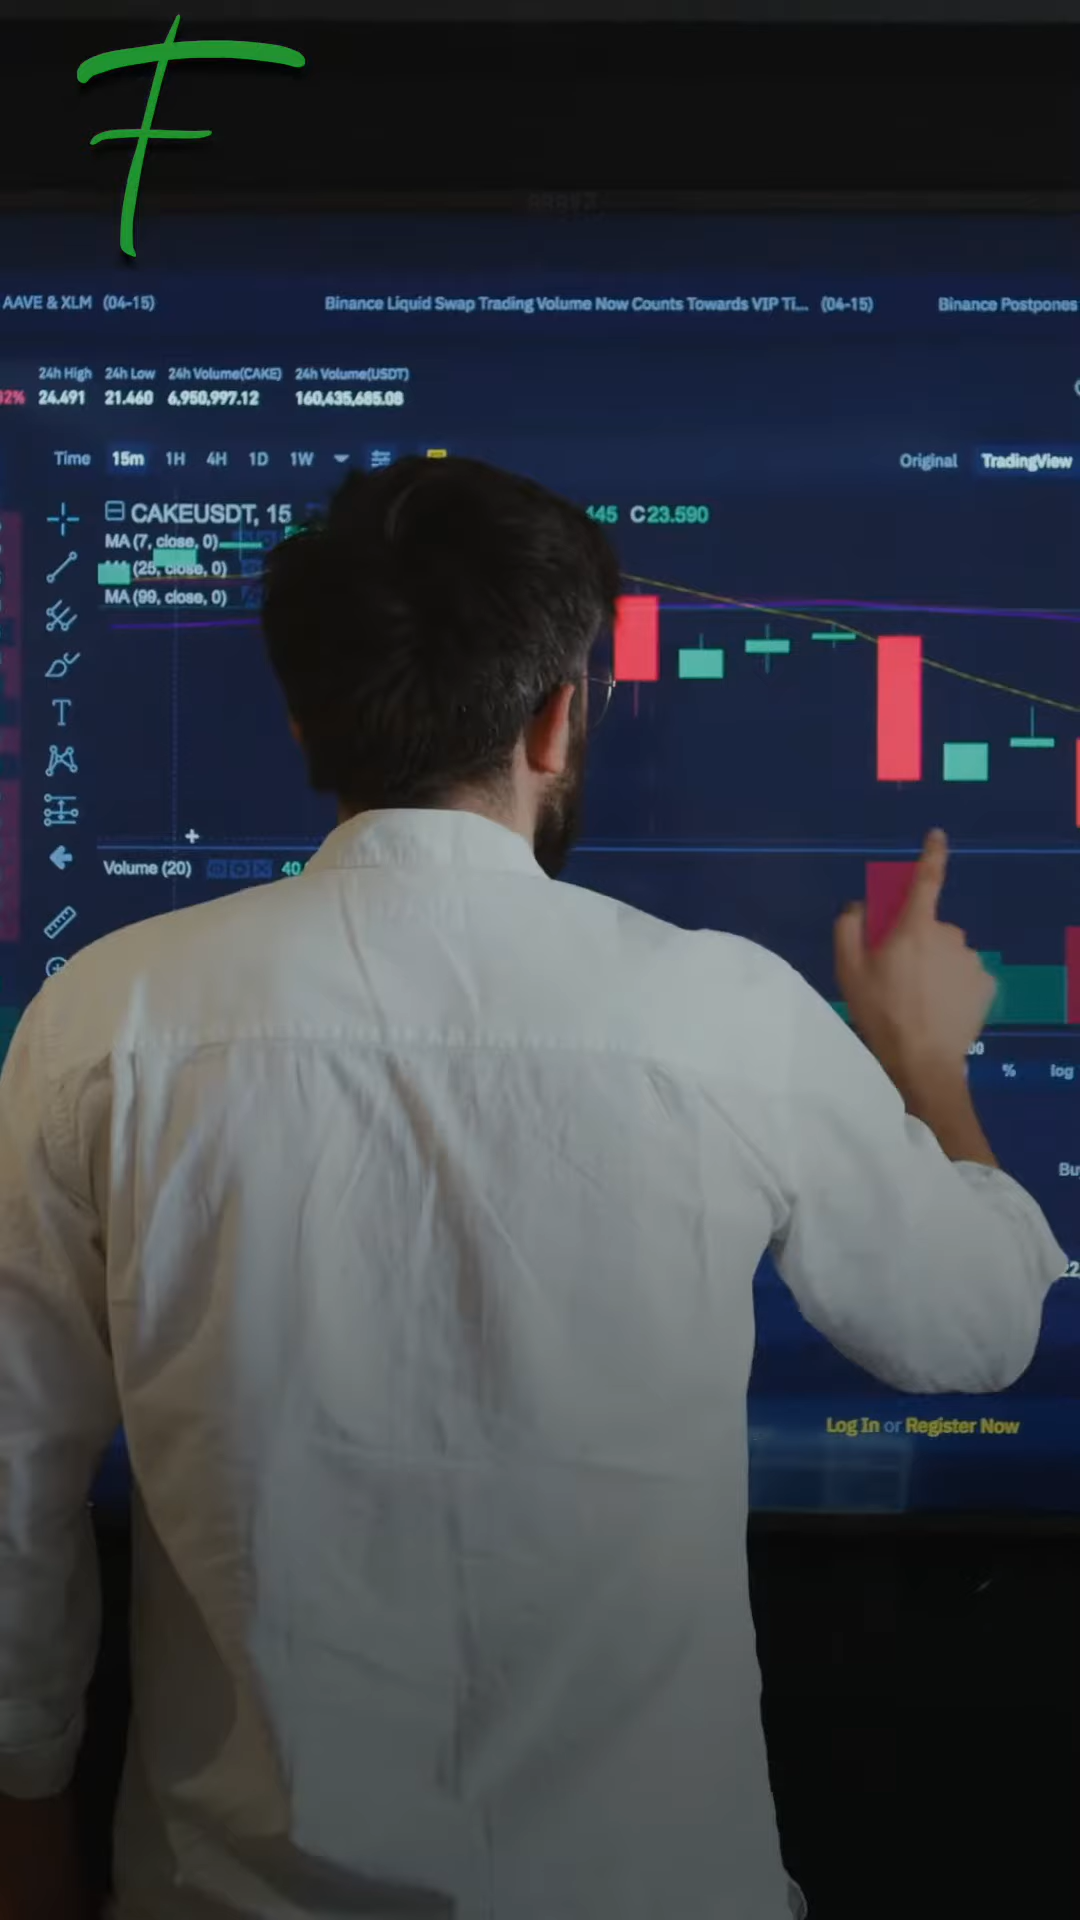 F
AAVE & XLM (04-15) Binance Liquid Swap Trading Volume Now Counts Towards VIP Ti... (04-15) Binance Postpones
24h High 24h Low 24h Volume(CAKE) 24h Volume(USDT)
24.491 21.460 6,950,997.12 160,435,685.08
Time 15m 1H 4H 1D 1W Original TradingView
CAKEUSDT, 15 C23.590
MA (7, close, 0)
(25, close, 0)
MA (99, close, 0)
T
Volume (20)
% log
Log In or Register Now